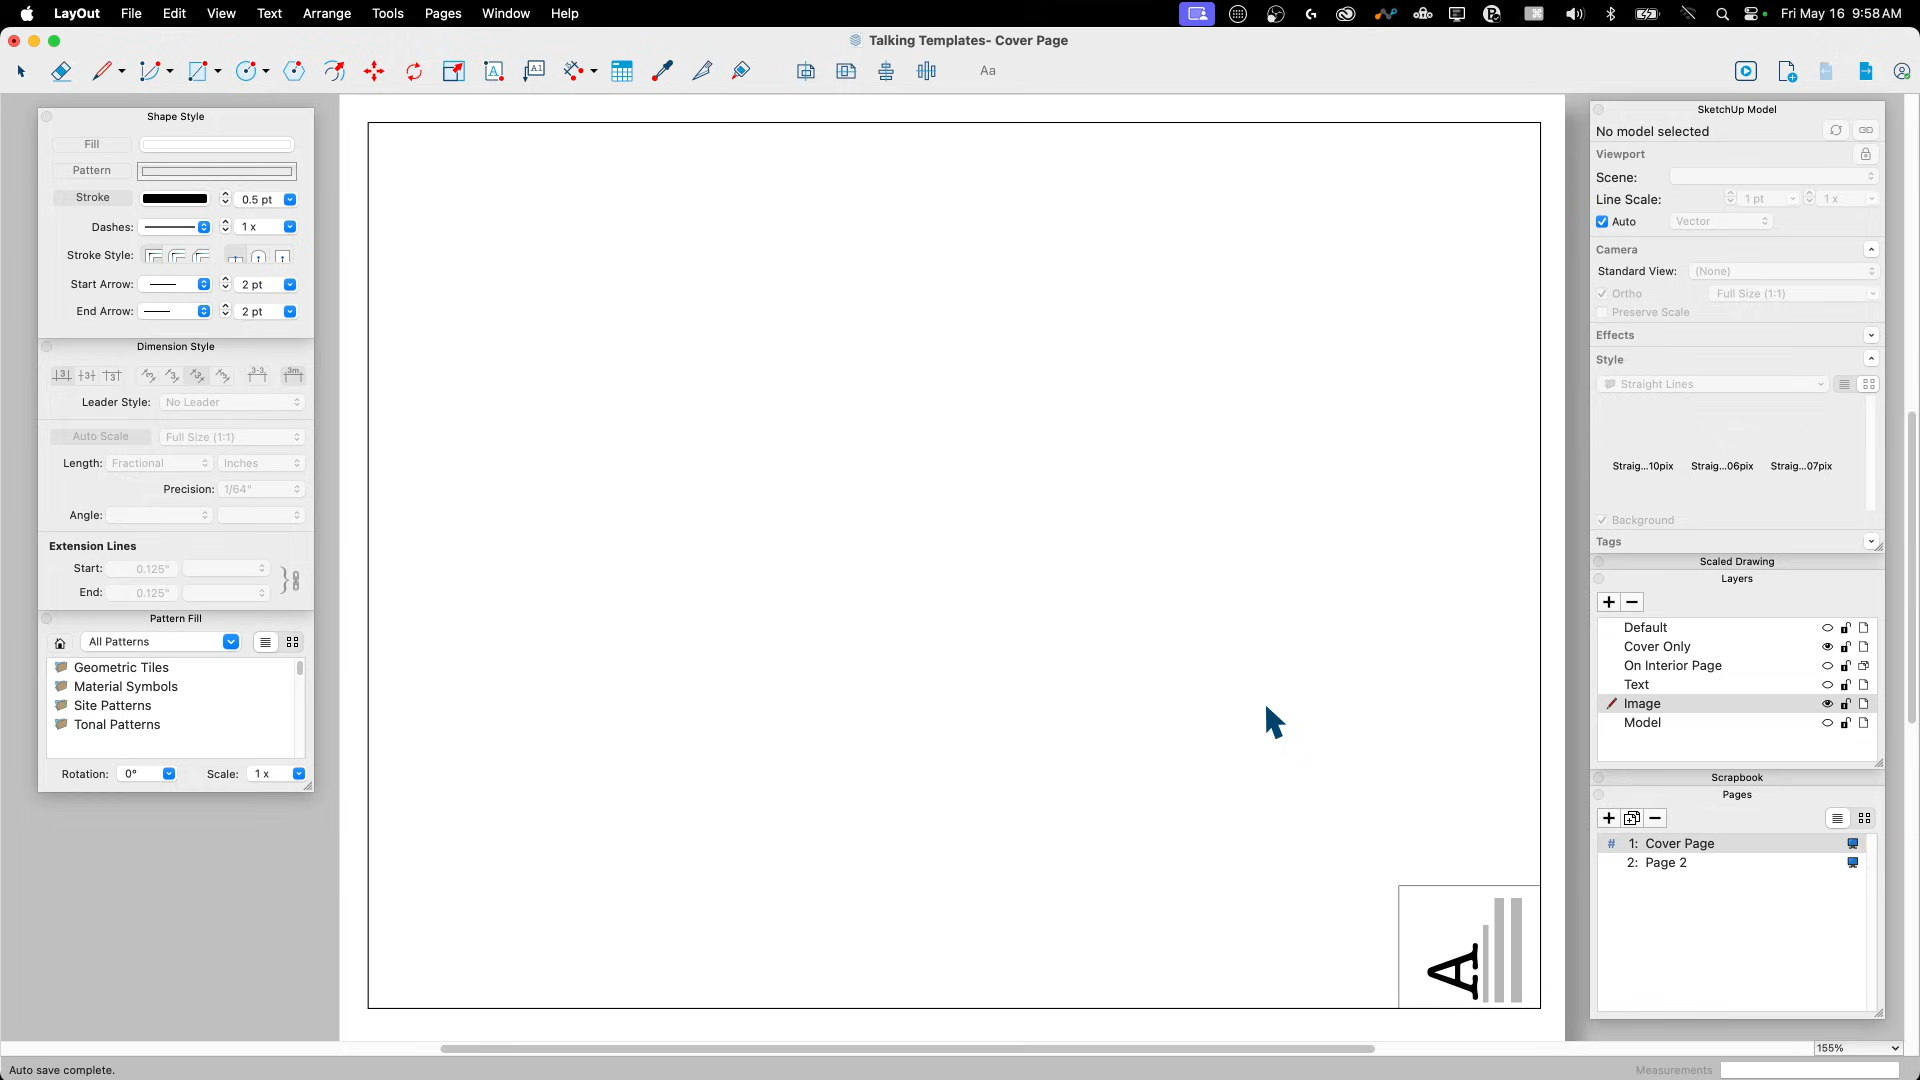 LayOut File Edit View Text Arrange Tools Pages Window Help
Fri May 16 9:58 AM
Talking Templates- Cover Page
Aa
Shape Style
Fill
Pattern
Stroke 0.5 pt
Dashes: 1 x
Stroke Style:
Start Arrow: 2 pt
End Arrow: 2 pt
Dimension Style
Leader Style: No Leader
Auto Scale Full Size (1:1)
Length: Fractional Inches
Precision: 1/64"
Angle:
Extension Lines
Start: 0.125"
End: 0.125"
Pattern Fill
All Patterns
Geometric Tiles
Material Symbols
Site Patterns
Tonal Patterns
Rotation: 0° Scale: 1 x
A
SketchUp Model
No model selected
Viewport
Scene:
Line Scale: 1 pt 1 x
Auto Vector
Camera
Standard View: (None)
Ortho Full Size (1:1)
Preserve Scale
Effects
Style
Straight Lines
Straig...10pix Straig...06pix Straig...07pix
Background
Tags
Scaled Drawing
Layers
Default
Cover Only
On Interior Page
Text
Image
Model
Scrapbook
Pages
# 1: Cover Page
2: Page 2
155%
Auto save complete.
Measurements